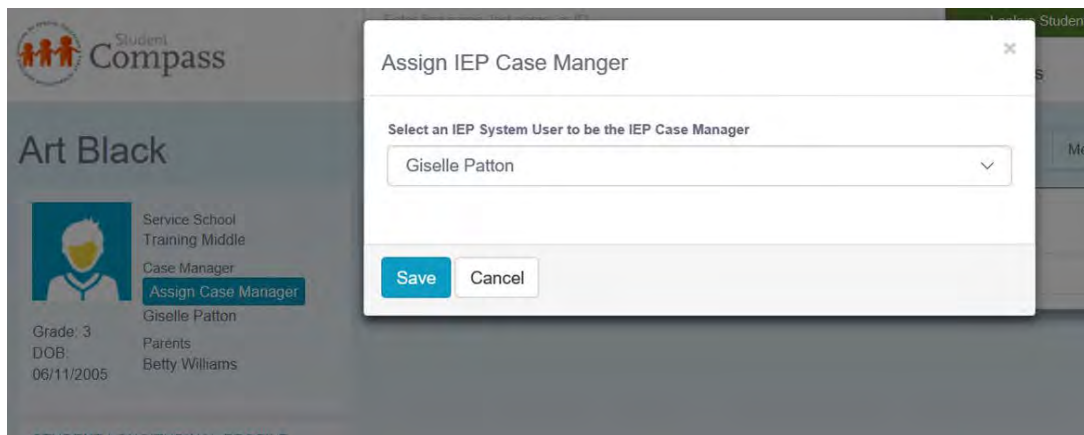 Student
Compass
Student
Assign IEP Case Manger
×
s
Select an IEP System User to be the IEP Case Manager
Giselle Patton
Art Black
Me
Service School
Training Middle
Case Manager
Assign Case Manager
Giselle Patton
Save
Cancel
Grade: 3
Parents
DOB:
Betty Williams
06/11/2005